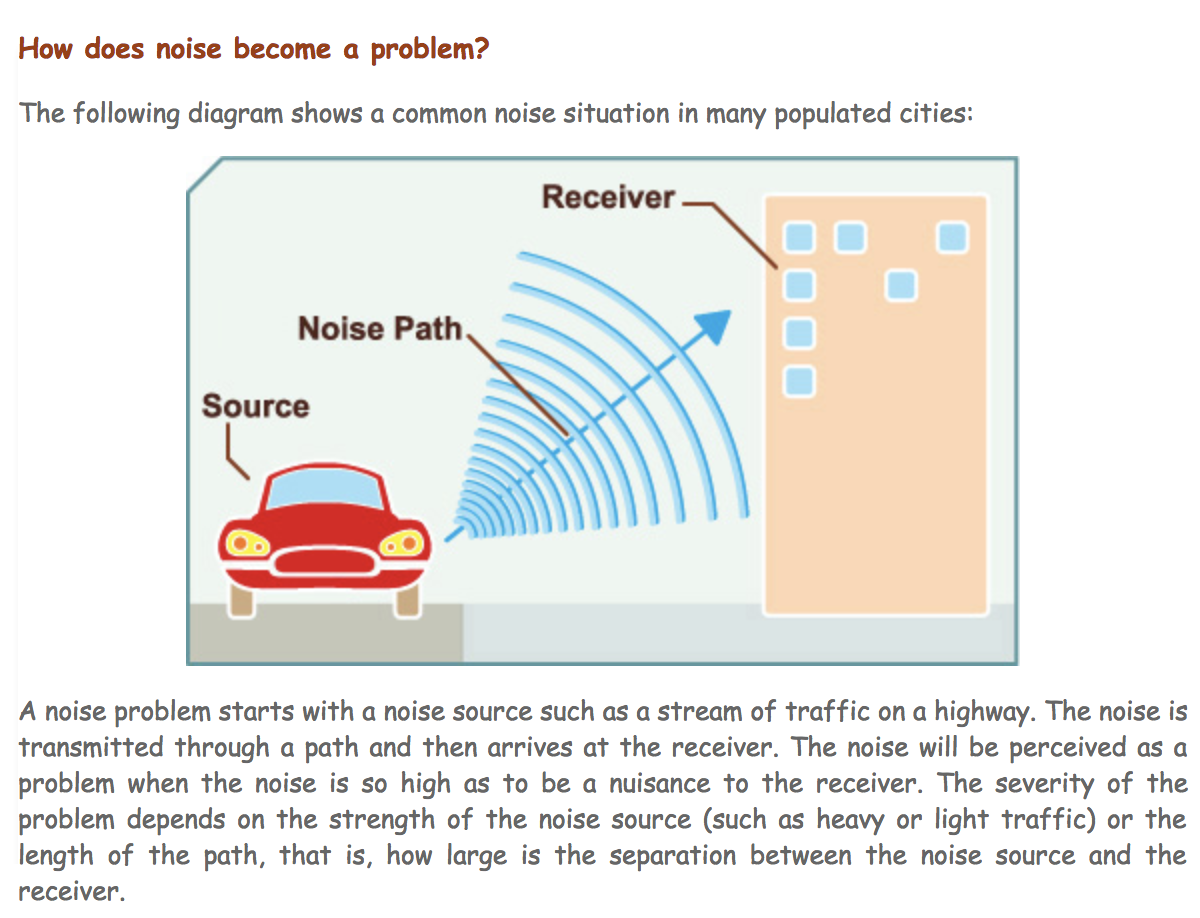 How does noise become a problem?
The following diagram shows a common noise situation in many populated cities:
Receiver
Noise Path
Source
A noise problem starts with a noise source such as a stream of traffic on a highway. The noise is
transmitted through a path and then arrives at the receiver. The noise will be perceived as a
problem when the noise is so high as to be a nuisance to the receiver. The severity of the
problem depends on the strength of the noise source (such as heavy or light traffic) or the
length of the path, that is, how large is the separation between the noise source and the
receiver.